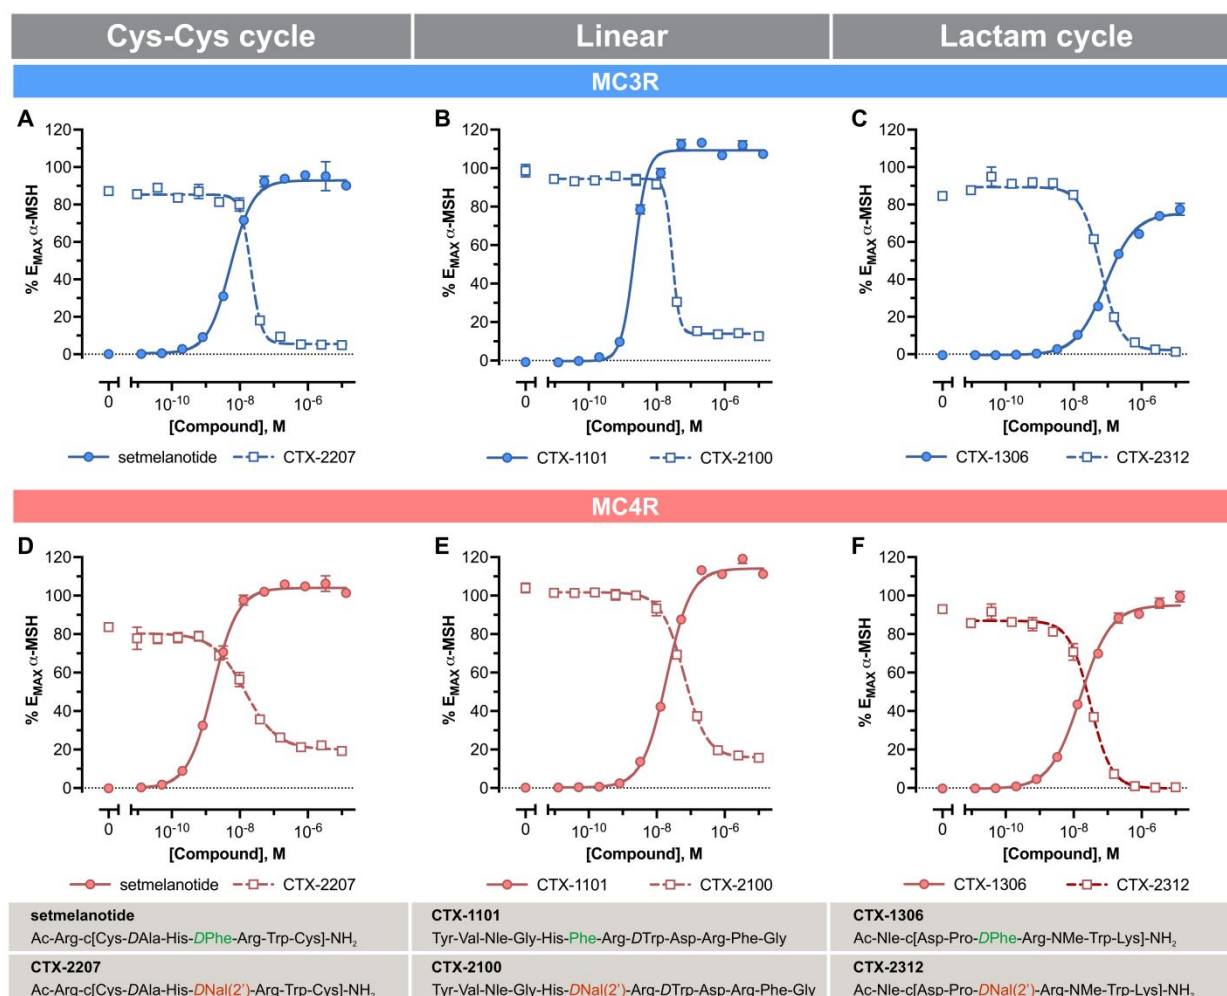 Cys-Cys cycle
Linear
Lactam cycle
MC3R
A
B
C
120
100
80
60
40
20
0
% E_MAX α-MSH
0
10^-10
10^-8
10^-6
[Compound], M
setmelanotide
CTX-2207
120
100
80
60
40
20
0
% E_MAX α-MSH
0
10^-10
10^-8
10^-6
[Compound], M
CTX-1101
CTX-2100
120
100
80
60
40
20
0
% E_MAX α-MSH
0
10^-10
10^-8
10^-6
[Compound], M
CTX-1306
CTX-2312
MC4R
D
E
F
120
100
80
60
40
20
0
% E_MAX α-MSH
0
10^-10
10^-8
10^-6
[Compound], M
setmelanotide
CTX-2207
120
100
80
60
40
20
0
% E_MAX α-MSH
0
10^-10
10^-8
10^-6
[Compound], M
CTX-1101
CTX-2100
120
100
80
60
40
20
0
% E_MAX α-MSH
0
10^-10
10^-8
10^-6
[Compound], M
CTX-1306
CTX-2312
setmelanotide
Ac-Arg-c[Cys-DAla-His-DPhe-Arg-Trp-Cys]-NH₂
CTX-1101
Tyr-Val-Nle-Gly-His-Phe-Arg-DTrp-Asp-Arg-Phe-Gly
CTX-1306
Ac-Nle-c[Asp-Pro-DPhe-Arg-NMe-Trp-Lys]-NH₂
CTX-2207
Ac-Arg-c[Cys-DAla-His-DNal(2')-Arg-Trp-Cys]-NH₂
CTX-2100
Tyr-Val-Nle-Gly-His-DNal(2')-Arg-DTrp-Asp-Arg-Phe-Gly
CTX-2312
Ac-Nle-c[Asp-Pro-DNal(2')-Arg-NMe-Trp-Lys]-NH₂